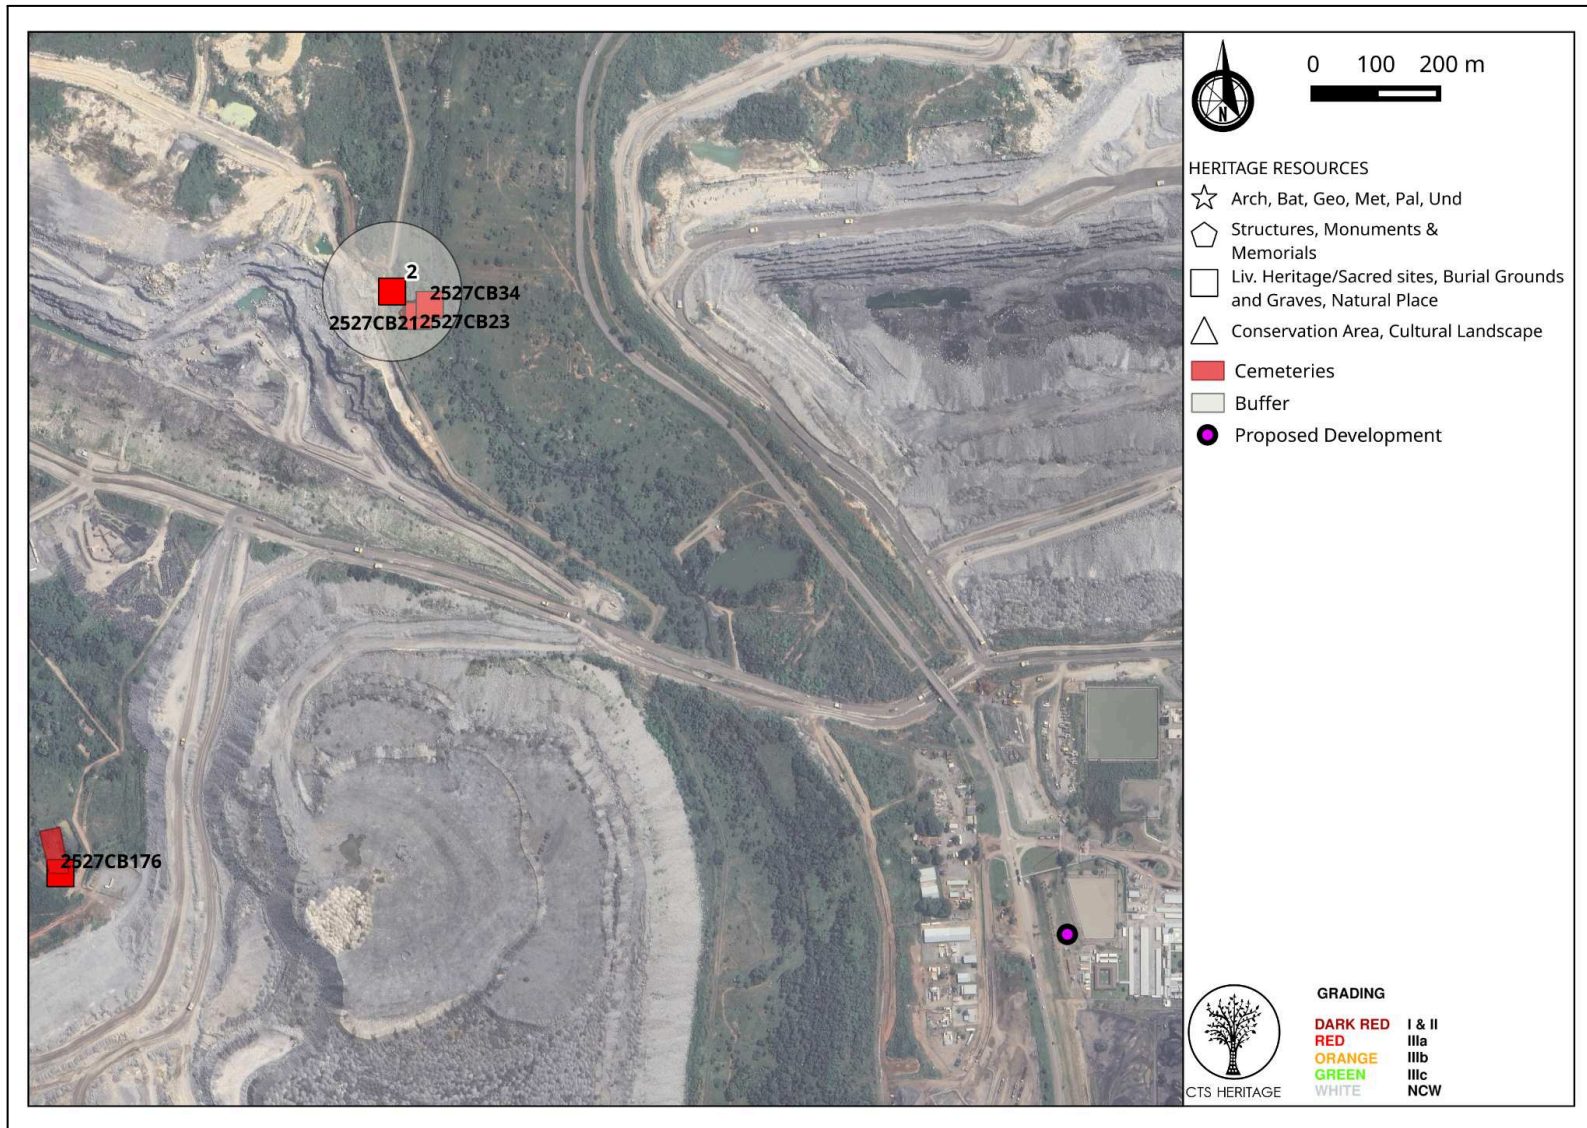 0 100 200 m
N
HERITAGE RESOURCES
Arch, Bat, Geo, Met, Pal, Und
Structures, Monuments &
Memorials
Liv. Heritage/Sacred sites, Burial Grounds
and Graves, Natural Place
Conservation Area, Cultural Landscape
Cemeteries
Buffer
Proposed Development
2
2527CB34
2527CB21 2527CB23
2527CB176
GRADING
DARK RED I & II
RED IIIa
ORANGE IIIb
GREEN IIIc
WHITE NCW
CTS HERITAGE